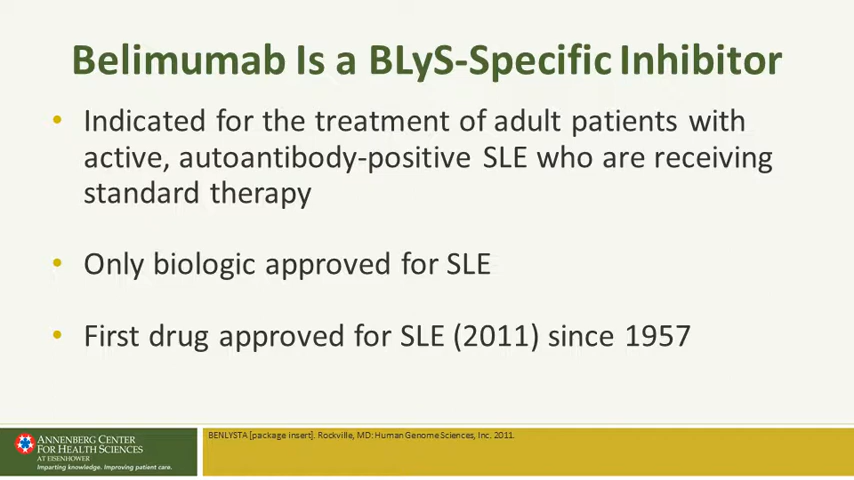 Belimumab Is a BLyS-Specific Inhibitor
• Indicated for the treatment of adult patients with
active, autoantibody-positive SLE who are receiving
standard therapy
• Only biologic approved for SLE
• First drug approved for SLE (2011) since 1957
ANNENBERG CENTER
FOR HEALTH SCIENCES
AT EISENHOWER
Imparting knowledge. Improving patient care.
BENLYSTA [package insert]. Rockville, MD: Human Genome Sciences, Inc. 2011.